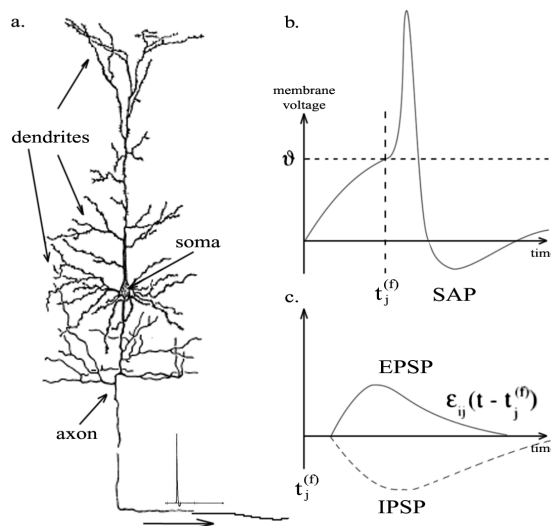 a.
dendrites
soma
axon
b.
membrane
voltage
ϑ
t_j^(f)
SAP
time
c.
EPSP
ε_ij(t - t_j^(f))
time
t_j^(f)
IPSP